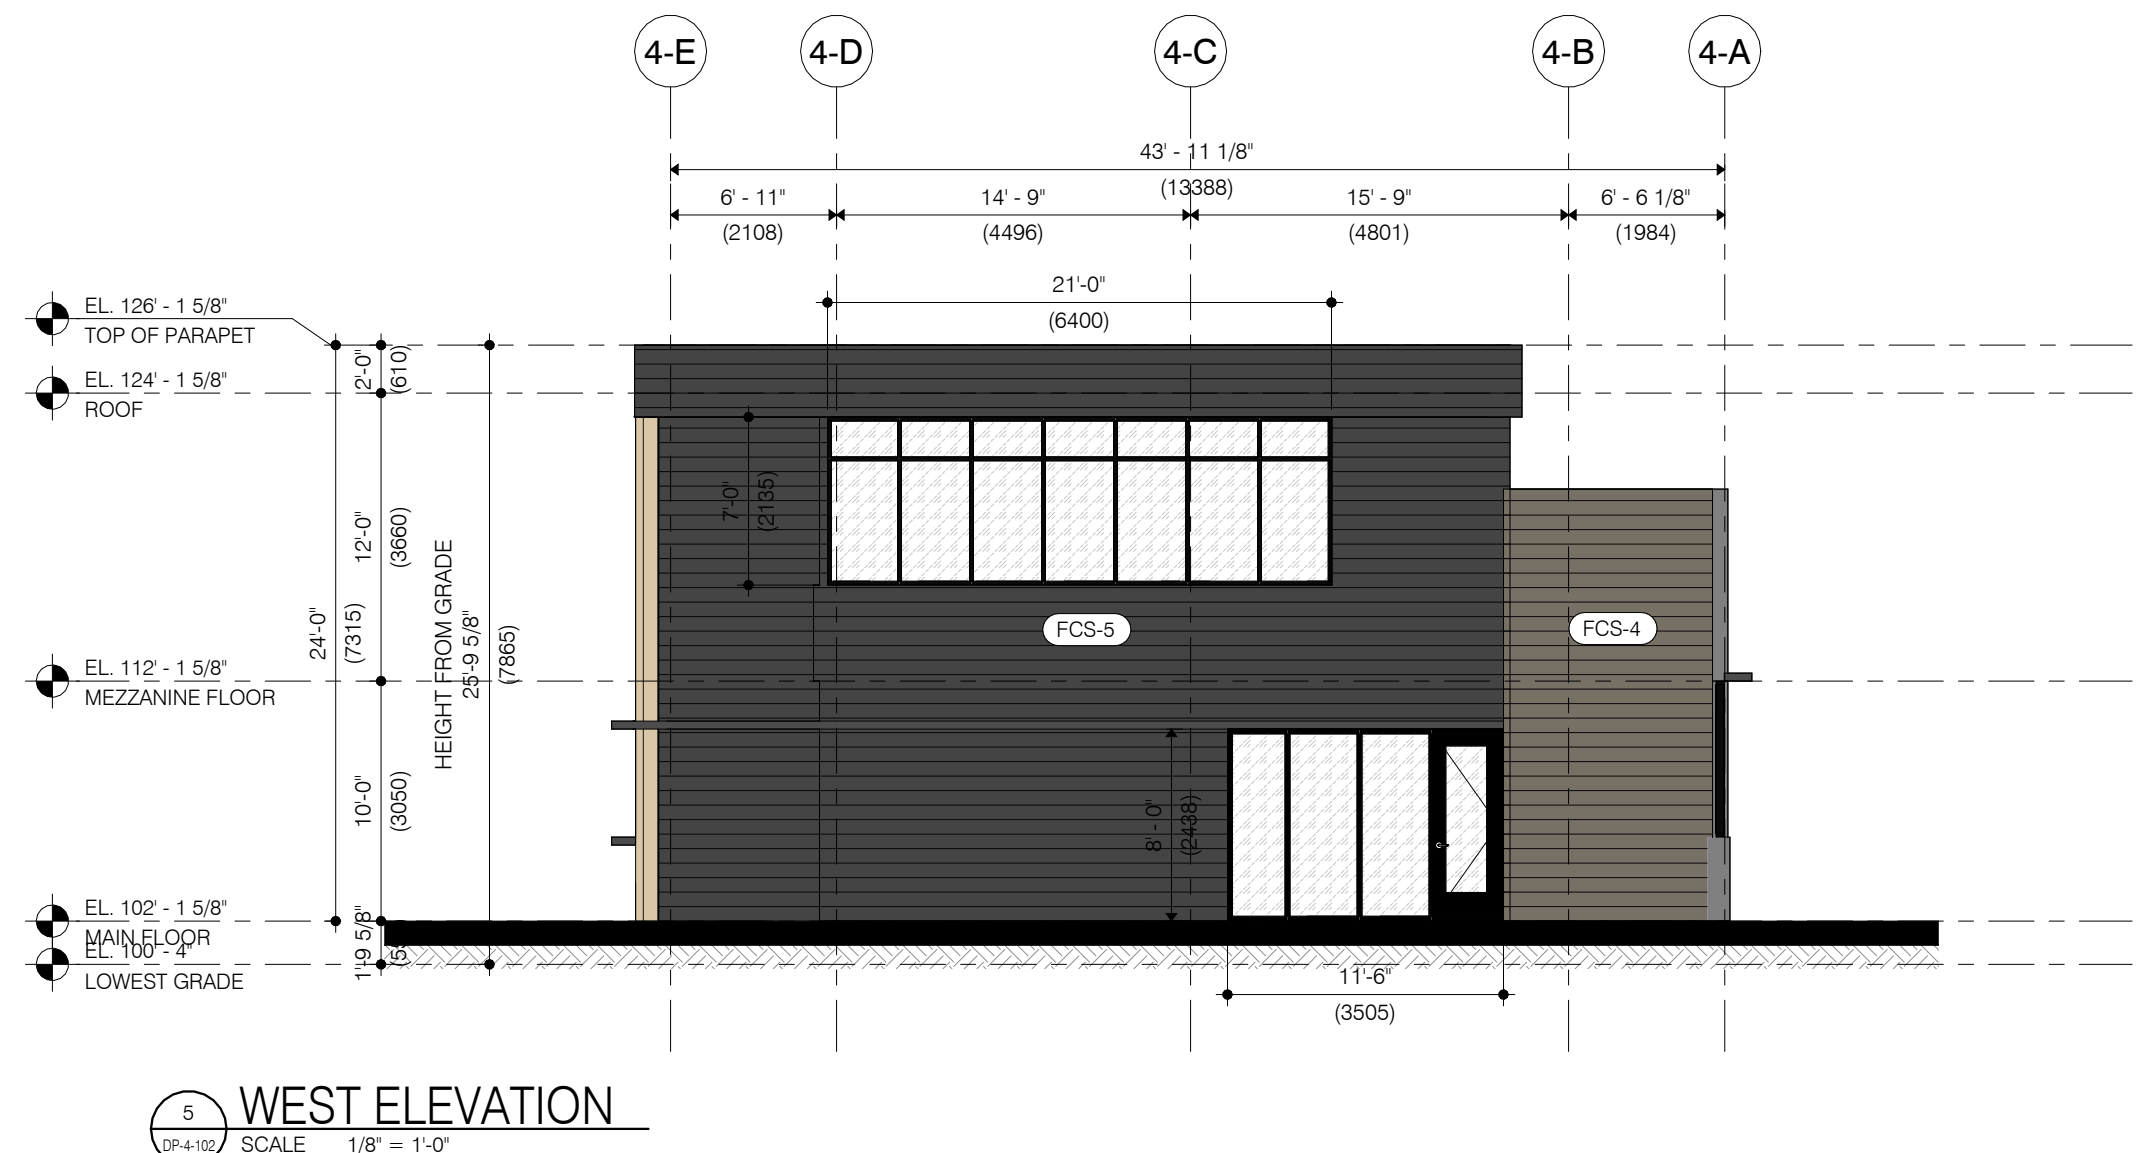 4-E 4-D 4-C 4-B 4-A
43' - 11 1/8"
(13388)
6' - 11" 14' - 9" 15' - 9" 6' - 6 1/8"
(2108) (4496) (4801) (1984)
21'-0"
(6400)
EL. 126' - 1 5/8"
TOP OF PARAPET
2'-0"
(610)
EL. 124' - 1 5/8"
ROOF
7'-0"
(2135)
12'-0"
(3660)
24'-0"
(7315)
HEIGHT FROM GRADE
25'-9 5/8"
(7865)
FCS-5
FCS-4
EL. 112' - 1 5/8"
MEZZANINE FLOOR
10'-0"
(3050)
8' - 0"
(2438)
EL. 102' - 1 5/8"
MAIN FLOOR
1'-9 5/8"
EL. 100' - 4"
LOWEST GRADE
11'-6"
(3505)
5
DP-4-102
WEST ELEVATION
SCALE 1/8" = 1'-0"